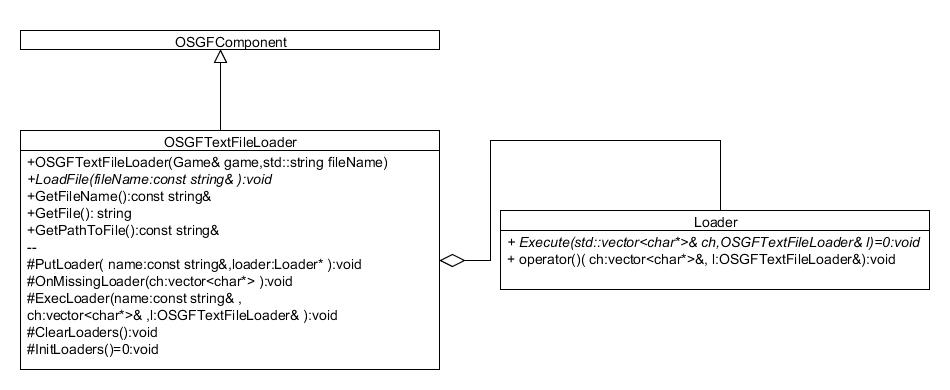 OSGFComponent
OSGFTextFileLoader
+OSGFTextFileLoader(Game& game,std::string fileName)
+LoadFile(fileName:const string& ):void
+GetFileName():const string&
+GetFile(): string
+GetPathToFile():const string&
--
#PutLoader( name:const string&,loader:Loader* ):void
#OnMissingLoader(ch:vector<char*> ):void
#ExecLoader(name:const string& ,
ch:vector<char*>& ,l:OSGFTextFileLoader& ):void
#ClearLoaders():void
#InitLoaders()=0:void
Loader
+ Execute(std::vector<char*>& ch,OSGFTextFileLoader& l)=0:void
+ operator()( ch:vector<char*>&, l:OSGFTextFileLoader&):void